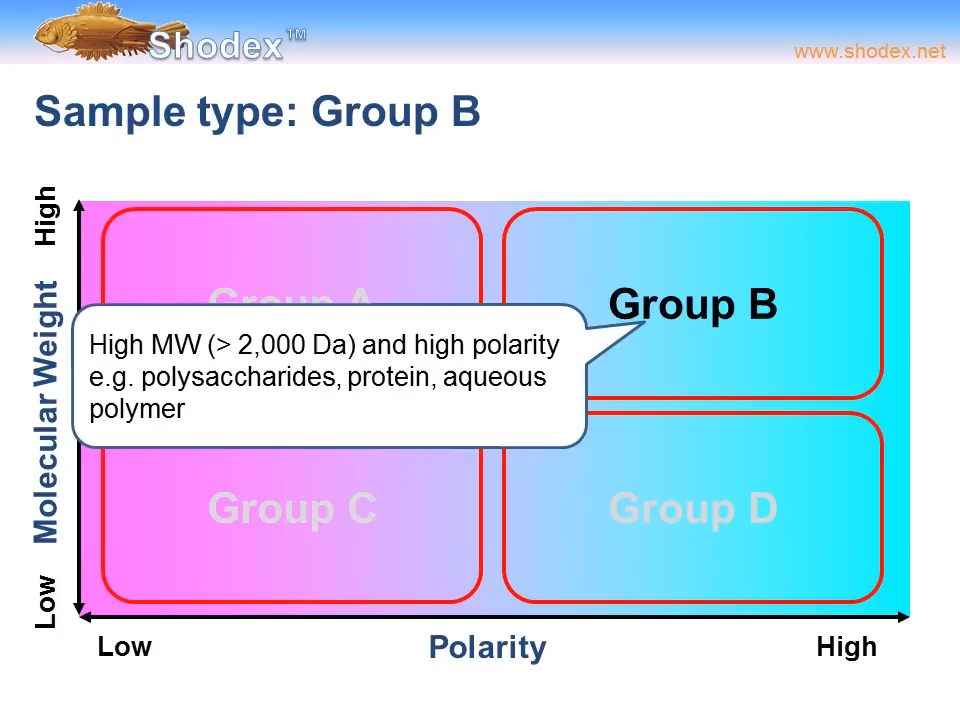 Shodex™
www.shodex.net
Sample type: Group B
High
Molecular Weight
Low
Group A
Group B
High MW (> 2,000 Da) and high polarity
e.g. polysaccharides, protein, aqueous
polymer
Group C
Group D
Low
Polarity
High